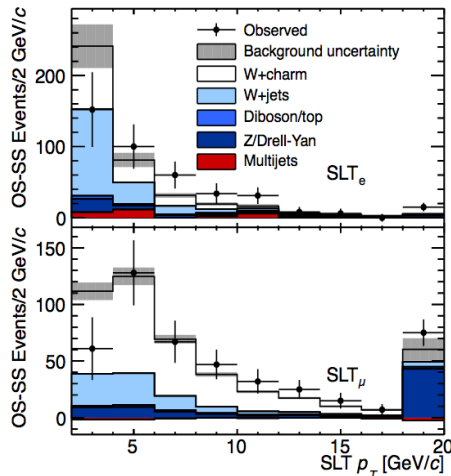 OS-SS Events/2 GeV/c
200
100
0
Observed
Background uncertainty
W+charm
W+jets
Diboson/top
Z/Drell-Yan
Multijets
SLTe
OS-SS Events/2 GeV/c
150
100
50
0
SLTμ
5 10 15 20
SLT pT [GeV/c]